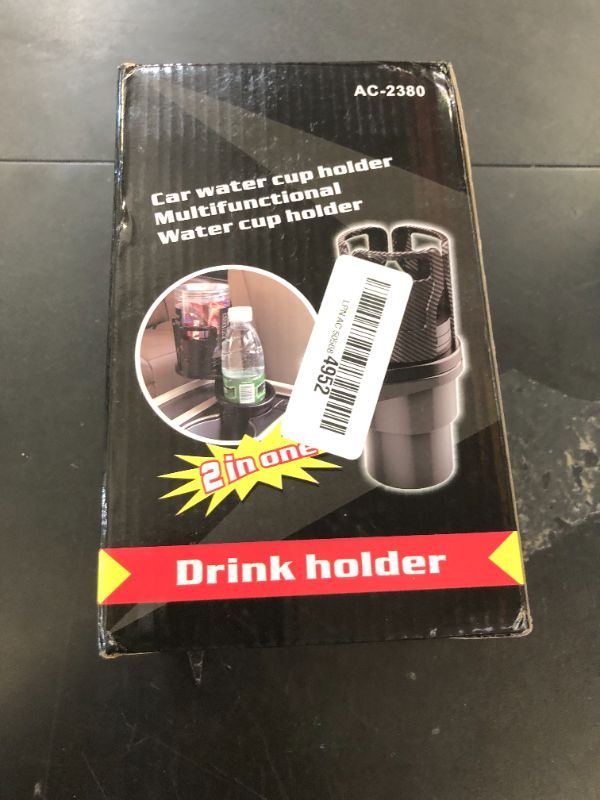 AC-2380
Car water cup holder
Multifunctional
Water cup holder
4952
2 in one
Drink holder